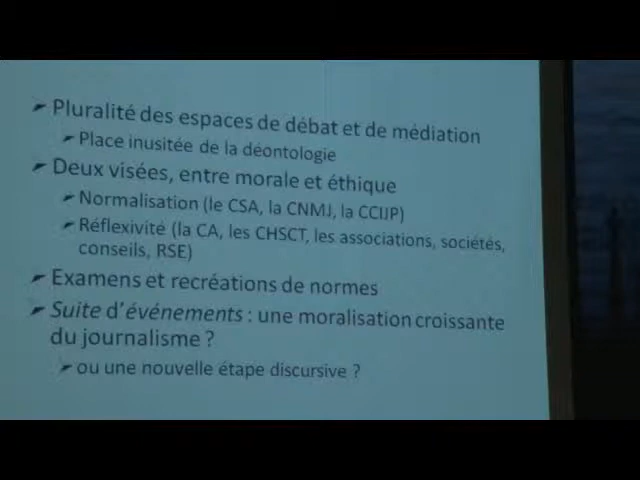 Pluralité des espaces de débat et de médiation
Place inusitée de la déontologie
Deux visées, entre morale et éthique
Normalisation (le CSA, la CNMJ, la CCIJP)
Réflexivité (la CA, les CHSCT, les associations, sociétés,
conseils, RSE)
Examens et recréations de normes
Suite d'événements : une moralisation croissante
du journalisme ?
ou une nouvelle étape discursive ?